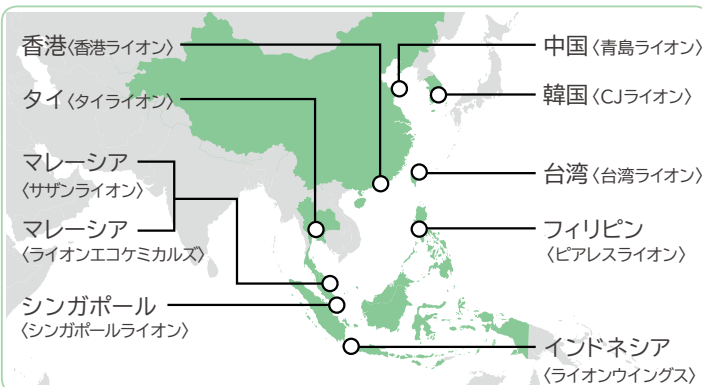 香港〈香港ライオン〉
タイ〈タイライオン〉
マレーシア
〈サザンライオン〉
マレーシア
〈ライオンエコケミカルズ〉
シンガポール
〈シンガポールライオン〉
中国〈青島ライオン〉
韓国〈CJライオン〉
台湾〈台湾ライオン〉
フィリピン
〈ピアレスライオン〉
インドネシア
〈ライオンウイングス〉